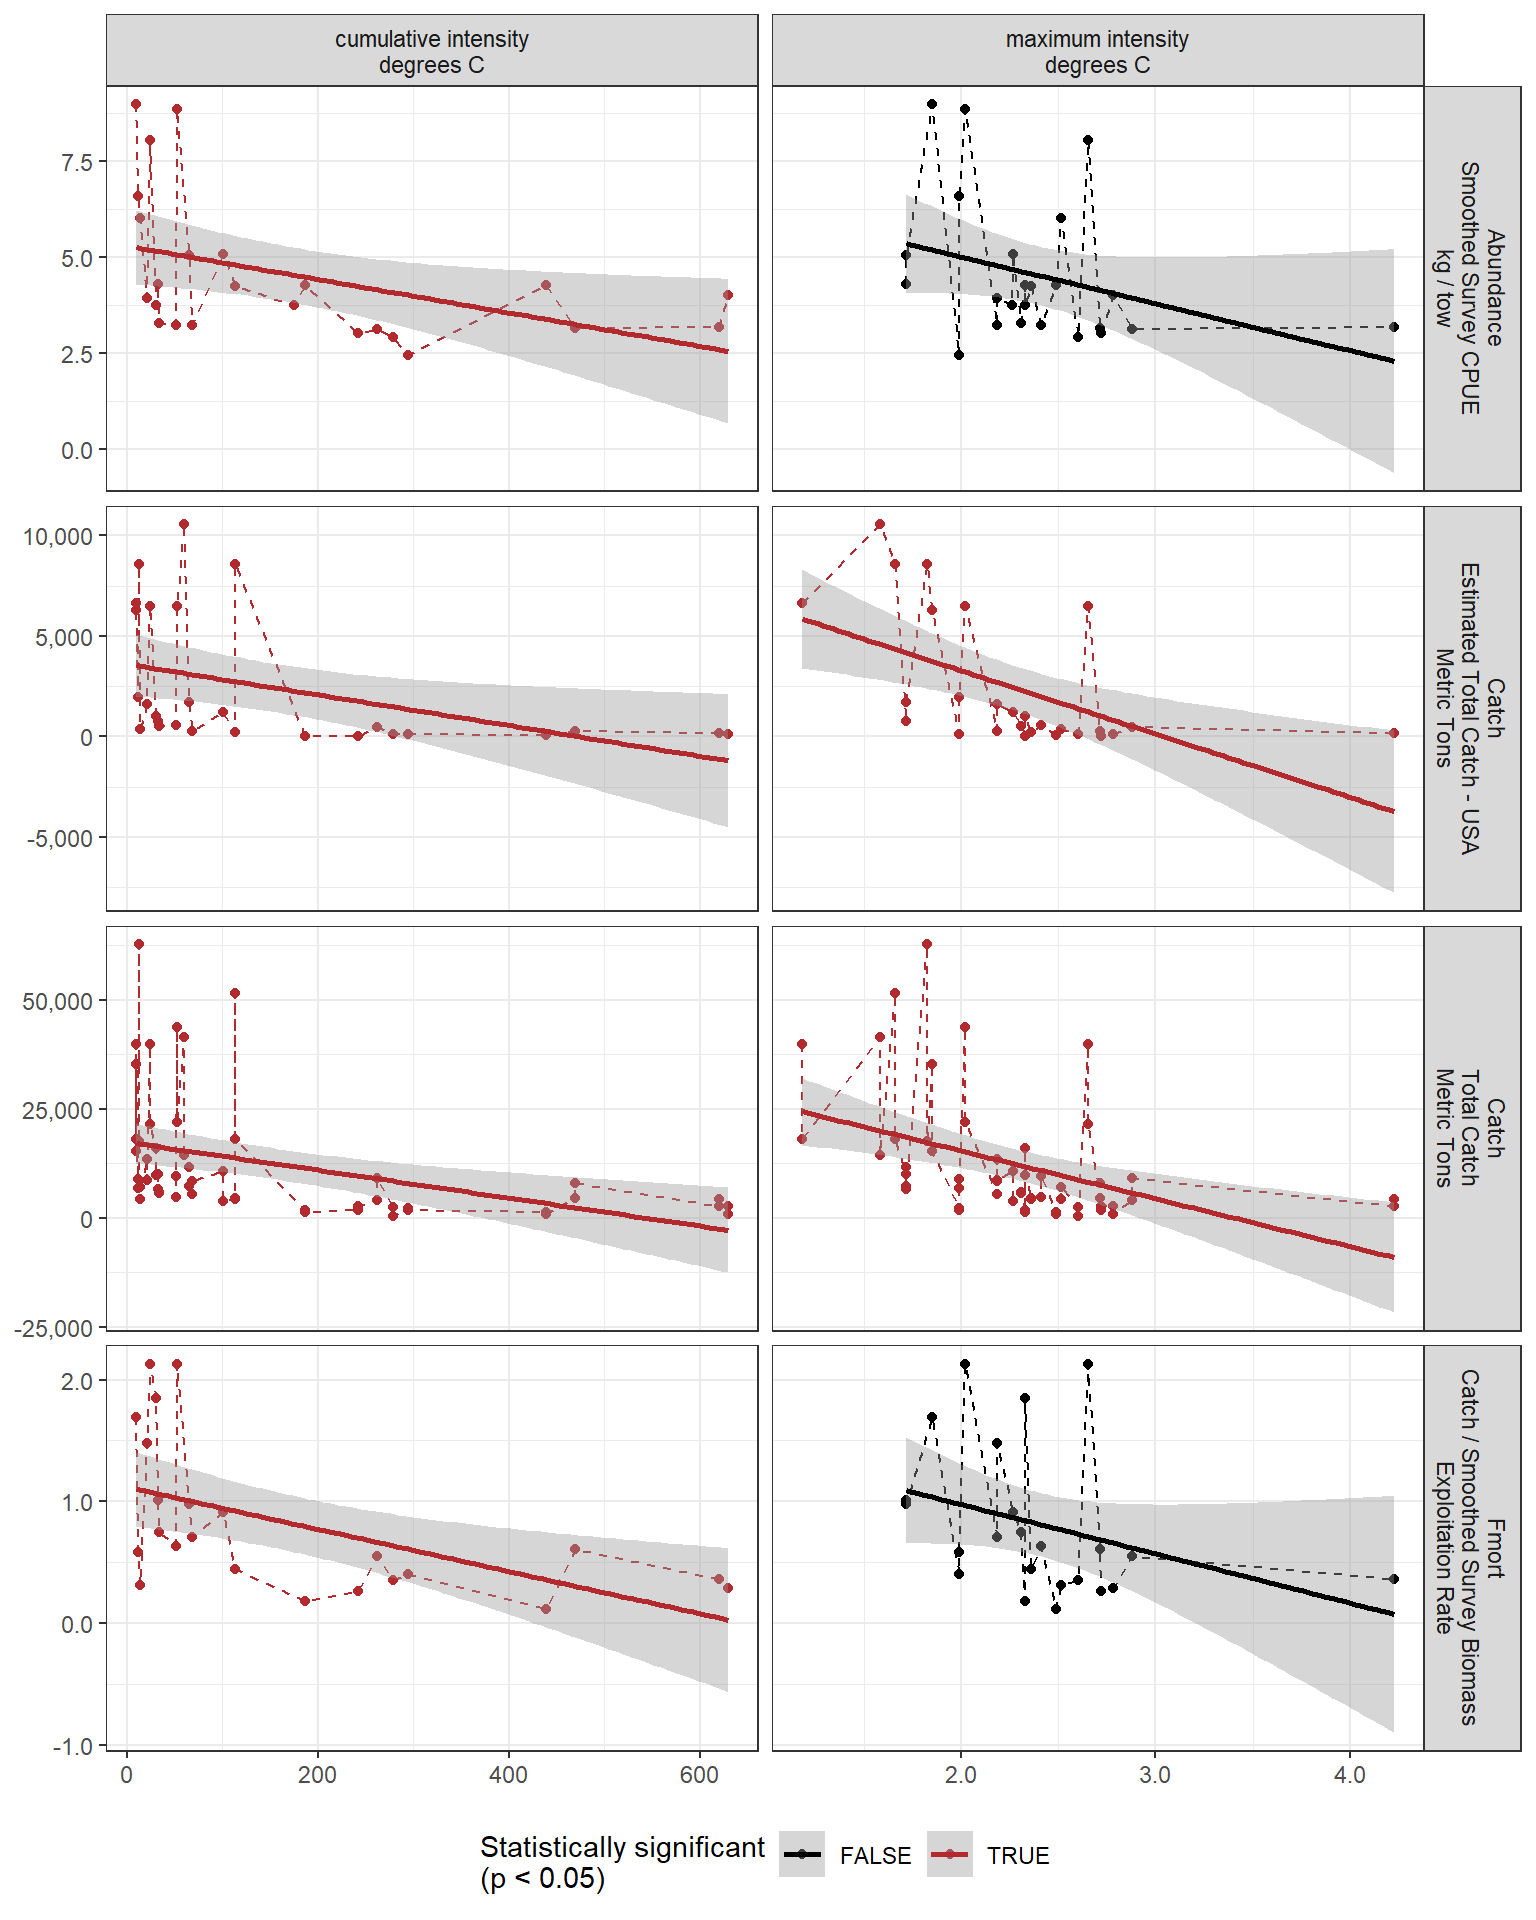 cumulative intensity
degrees C
maximum intensity
degrees C
7.5
5.0
2.5
0.0
Abundance
Smoothed Survey CPUE
kg / tow
10,000
5,000
0
-5,000
Catch
Estimated Total Catch - USA
Metric Tons
50,000
25,000
0
-25,000
Catch
Total Catch
Metric Tons
2.0
1.0
0.0
-1.0
Fmort
Catch / Smoothed Survey Biomass
Exploitation Rate
0 200 400 600
2.0 3.0 4.0
Statistically significant
(p < 0.05)
FALSE TRUE